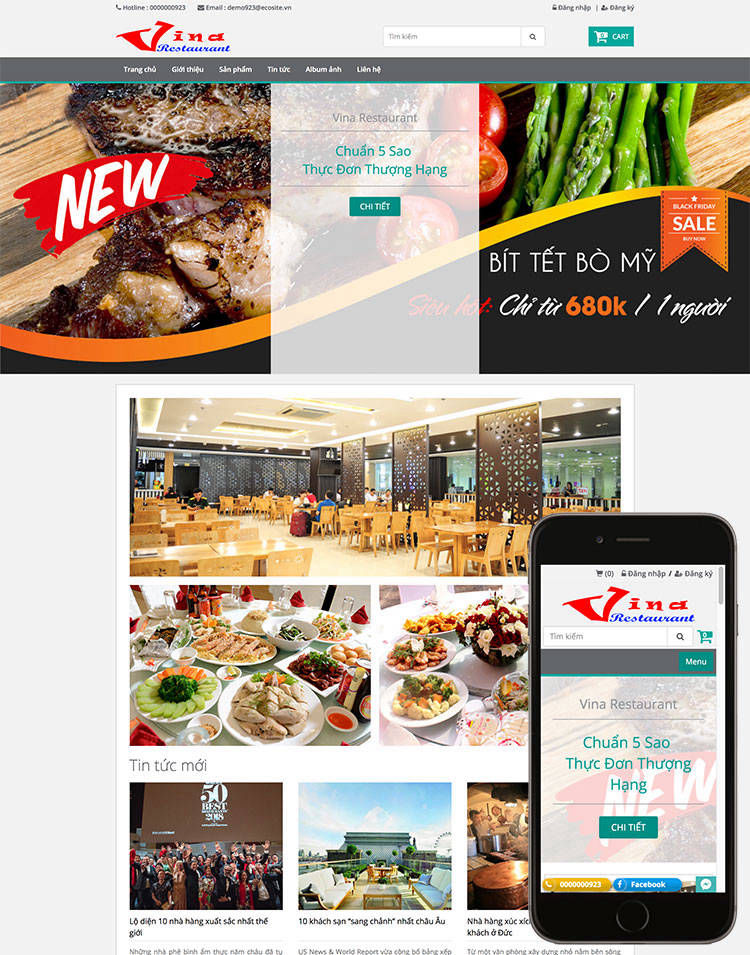 Hotline : 0000000923
Email : demo923@ecosite.vn
Đăng nhập | Đăng ký
Vina
Restaurant
Tìm kiếm
0
CART
Trang chủ
Giới thiệu
Sản phẩm
Tin tức
Album ảnh
Liên hệ
NEW
Vina Restaurant
Chuẩn 5 Sao
Thực Đơn Thượng Hạng
CHI TIẾT
BLACK FRIDAY
SALE
BUY NOW
BÍT TẾT BÒ MỸ
Siêu hot: Chỉ từ 680k / 1 người
Tin tức mới
50
BEST
2018
Lộ diện 10 nhà hàng xuất sắc nhất thế
giới
Những nhà phê bình ẩm thực năm châu đã tụ
10 khách sạn “sang chảnh” nhất châu Âu
US News & World Report vừa công bố bảng xếp
Nhà hàng xúc xích
khách ở Đức
Từ một văn phòng xây dựng nhỏ nằm bên sông
(0) Đăng nhập / Đăng ký
Vina
Restaurant
Tìm kiếm
0
Menu
Vina Restaurant
Chuẩn 5 Sao
Thực Đơn Thượng
Hạng
NEW
CHI TIẾT
0000000923
Facebook